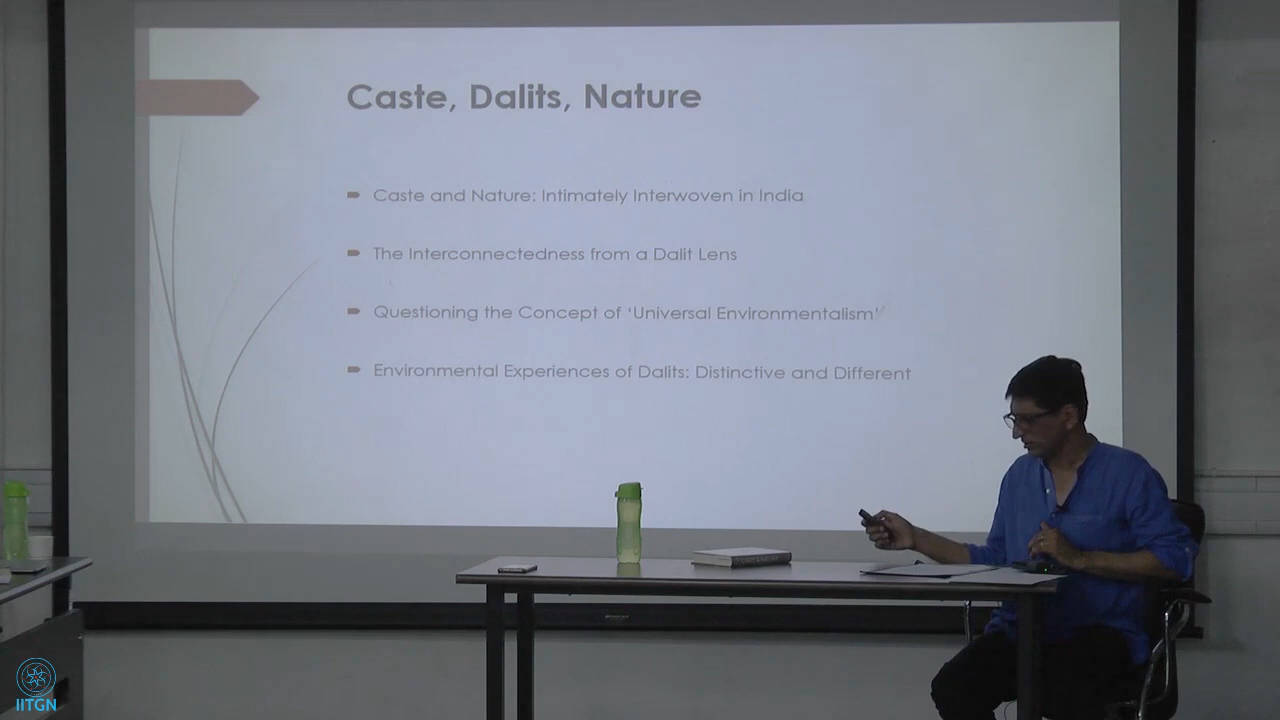 Caste, Dalits, Nature
Caste and Nature: Intimately Interwoven in India
The Interconnectedness from a Dalit Lens
Questioning the Concept of ‘Universal Environmentalism’
Environmental Experiences of Dalits: Distinctive and Different
IITGN